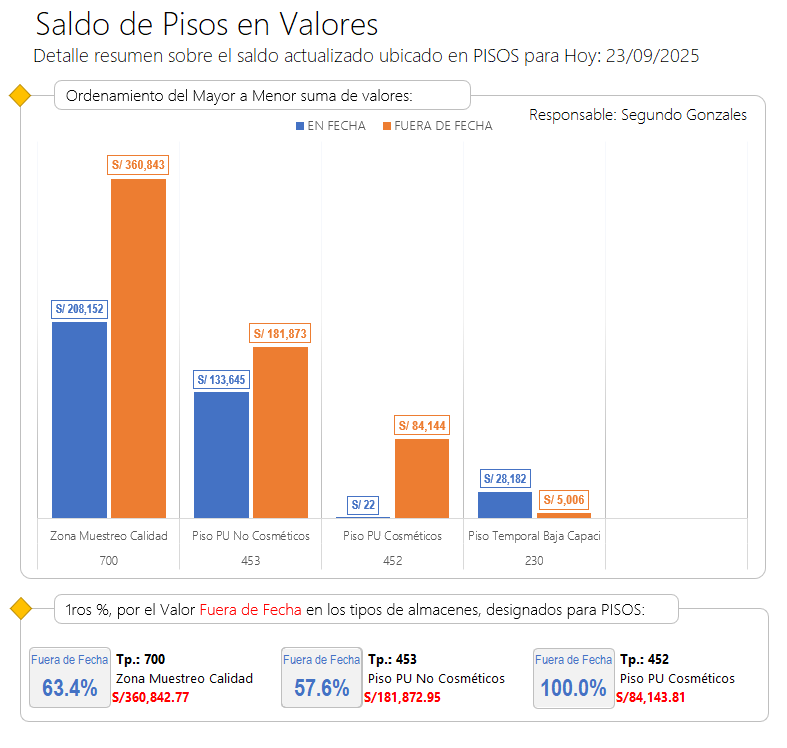 Saldo de Pisos en Valores
Detalle resumen sobre el saldo actualizado ubicado en PISOS para Hoy: 23/09/2025
Ordenamiento del Mayor a Menor suma de valores:
Responsable: Segundo Gonzales
EN FECHA FUERA DE FECHA
S/ 360,843
S/ 208,152
S/ 181,873
S/ 133,645
S/ 84,144
S/ 22
S/ 28,182
S/ 5,006
Zona Muestreo Calidad Piso PU No Cosméticos Piso PU Cosméticos Piso Temporal Baja Capaci
700 453 452 230
1ros %, por el Valor Fuera de Fecha en los tipos de almacenes, designados para PISOS:
Fuera de Fecha
63.4%
Tp.: 700
Zona Muestreo Calidad
S/360,842.77
Fuera de Fecha
57.6%
Tp.: 453
Piso PU No Cosméticos
S/181,872.95
Fuera de Fecha
100.0%
Tp.: 452
Piso PU Cosméticos
S/84,143.81